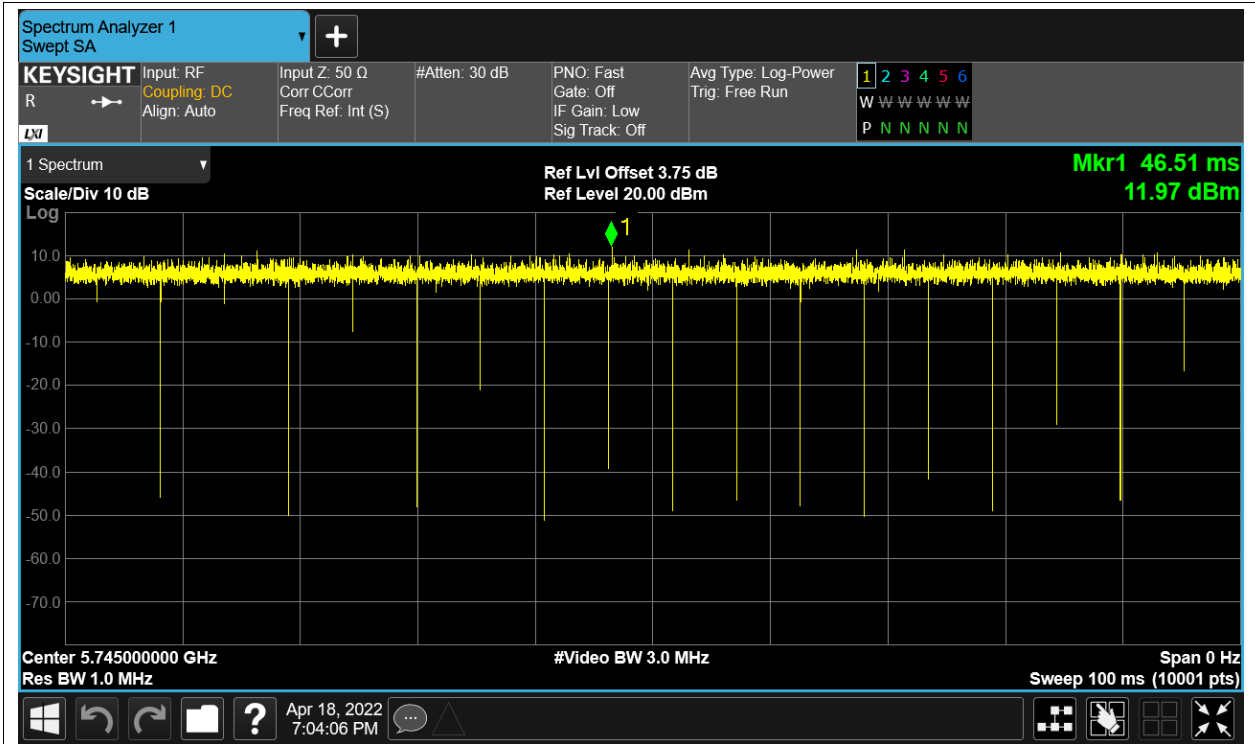 Spectrum Analyzer 1
Swept SA
KEYSIGHT
R
LXI
Input: RF
Coupling: DC
Align: Auto
Input Z: 50 Ω
Corr CCorr
Freq Ref: Int (S)
#Atten: 30 dB
PNO: Fast
Gate: Off
IF Gain: Low
Sig Track: Off
Avg Type: Log-Power
Trig: Free Run
1 2 3 4 5 6
W W W W W W
P N N N N N
1 Spectrum
Scale/Div 10 dB
Log
Ref Lvl Offset 3.75 dB
Ref Level 20.00 dBm
Mkr1 46.51 ms
11.97 dBm
1
10.0
0.00
-10.0
-20.0
-30.0
-40.0
-50.0
-60.0
-70.0
Center 5.745000000 GHz
Res BW 1.0 MHz
#Video BW 3.0 MHz
Span 0 Hz
Sweep 100 ms (10001 pts)
?
Apr 18, 2022
7:04:06 PM